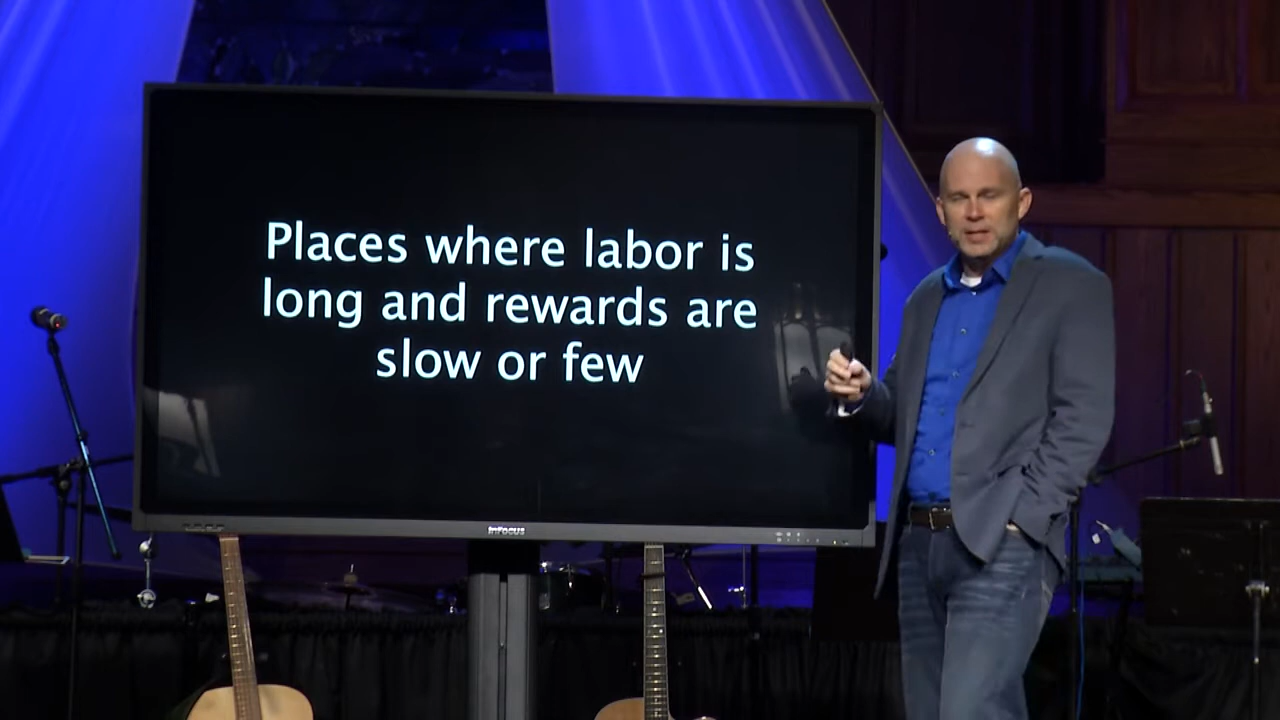 Places where labor is
long and rewards are
slow or few
InFocus